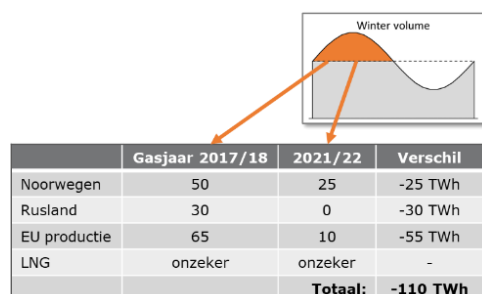 Winter volume
Gasjaar 2017/18 2021/22 Verschil
Noorwegen 50 25 -25 TWh
Rusland 30 0 -30 TWh
EU productie 65 10 -55 TWh
LNG onzeker onzeker -
Totaal: -110 TWh